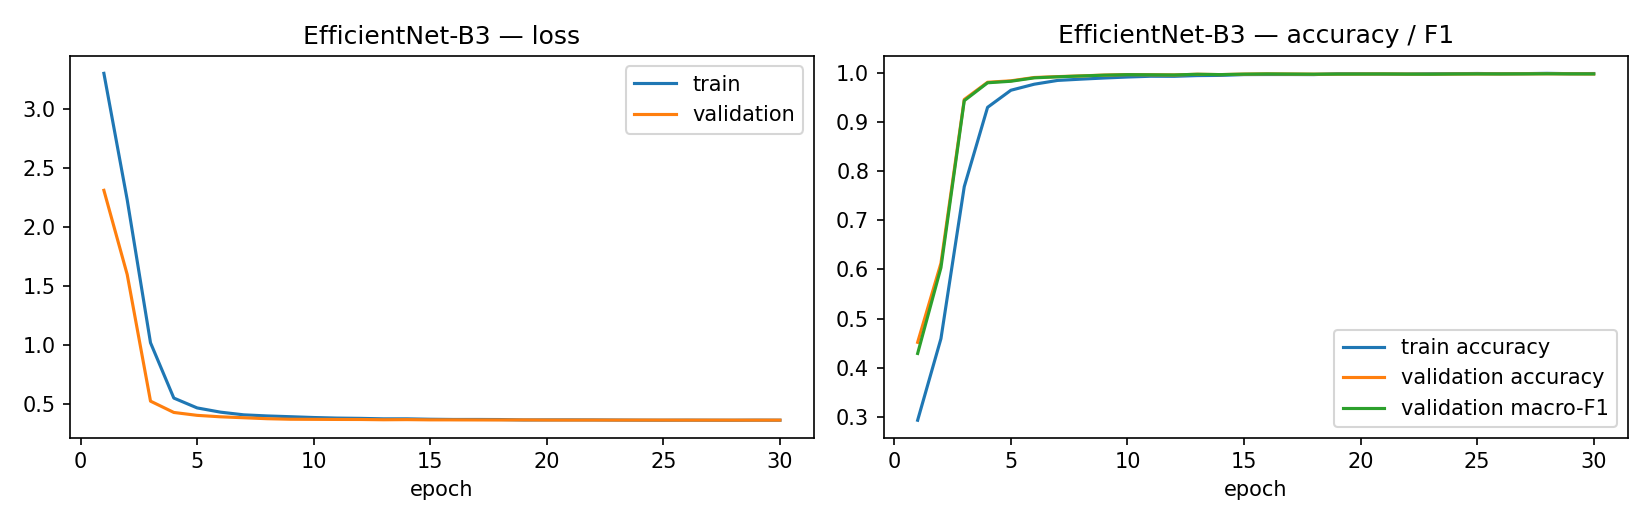 EfficientNet-B3 — loss
3.0
2.5
2.0
1.5
1.0
0.5
train
validation
0 5 10 15 20 25 30
epoch
EfficientNet-B3 — accuracy / F1
1.0
0.9
0.8
0.7
0.6
0.5
0.4
0.3
train accuracy
validation accuracy
validation macro-F1
0 5 10 15 20 25 30
epoch